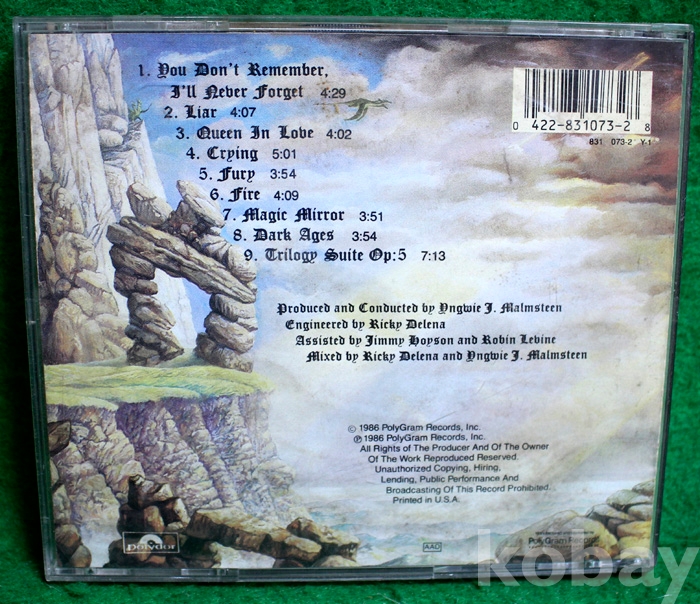 1. You Don't Remember,
I'll Never Forget 4:29
2. Liar 4:07
3. Queen In Love 4:02
4. Crying 5:01
5. Fury 3:54
6. Fire 4:09
7. Magic Mirror 3:51
8. Dark Ages 3:54
9. Trilogy Suite Op:5 7:13
0 422-831073-2 8
831 073-2 Y-1
Produced and Conducted by Yngwie J. Malmsteen
Engineered by Ricky Delena
Assisted by Jimmy Hoyson and Robin Levine
Mixed by Ricky Delena and Yngwie J. Malmsteen
© 1986 PolyGram Records, Inc.
℗ 1986 PolyGram Records, Inc.
All Rights of The Producer And Of The Owner
Of The Work Reproduced Reserved.
Unauthorized Copying, Hiring,
Lending, Public Performance And
Broadcasting Of This Record Prohibited.
Printed in U.S.A.
polydor
AAD
PolyGram Records
kobay